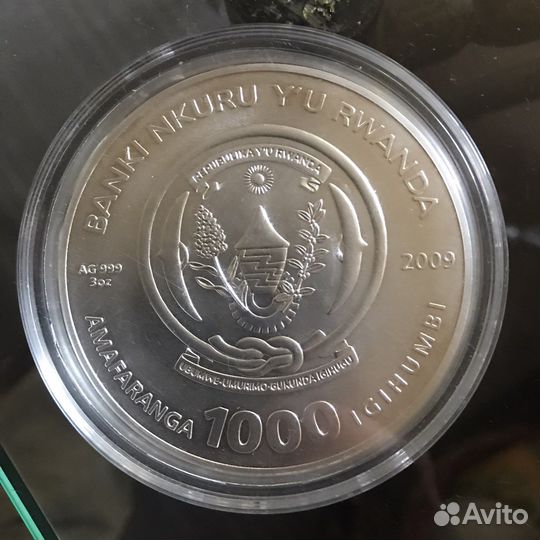 BANKI NKURU Y'U RWANDA
REPUBULIKA Y'U RWANDA
AG 999
3oz
2009
UBUMWE-UMURIMO-GUKUNDA IGIHUGU
AMAFARANGA 1000 IGIHUMBI
Avito